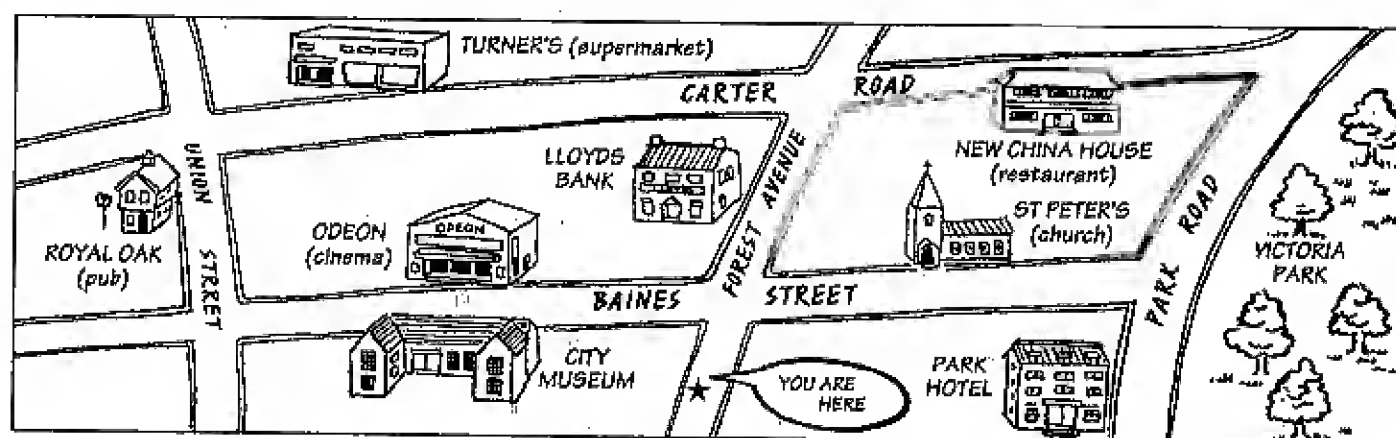 TURNER'S (supermarket)
CARTER ROAD
UNION STREET
LLOYDS
BANK
FOREST AVENUE
NEW CHINA HOUSE
(restaurant)
ROYAL OAK
(pub)
ODEON
(cinema)
ODEON
ST PETER'S
(church)
PARK ROAD
VICTORIA
PARK
BAINES STREET
CITY
MUSEUM
YOU ARE
HERE
PARK
HOTEL